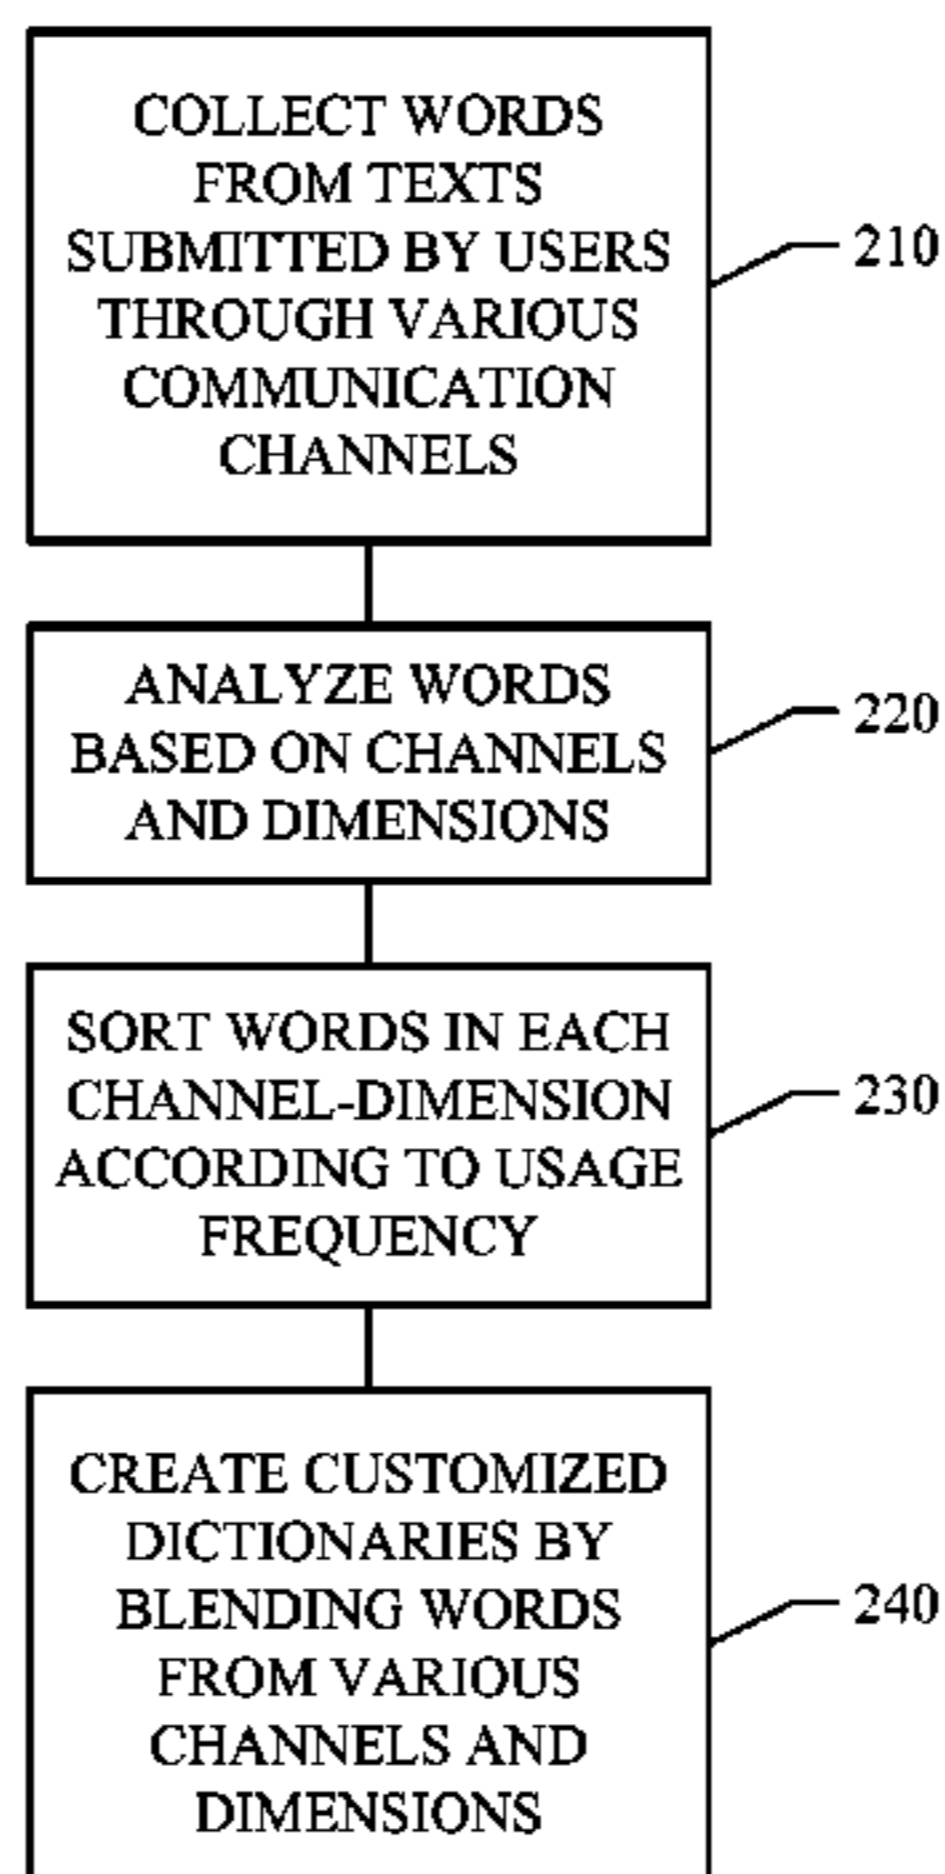 COLLECT WORDS
FROM TEXTS
SUBMITTED BY USERS
THROUGH VARIOUS
COMMUNICATION
CHANNELS
210
ANALYZE WORDS
BASED ON CHANNELS
AND DIMENSIONS
220
SORT WORDS IN EACH
CHANNEL-DIMENSION
ACCORDING TO USAGE
FREQUENCY
230
CREATE CUSTOMIZED
DICTIONARIES BY
BLENDING WORDS
FROM VARIOUS
CHANNELS AND
DIMENSIONS
240